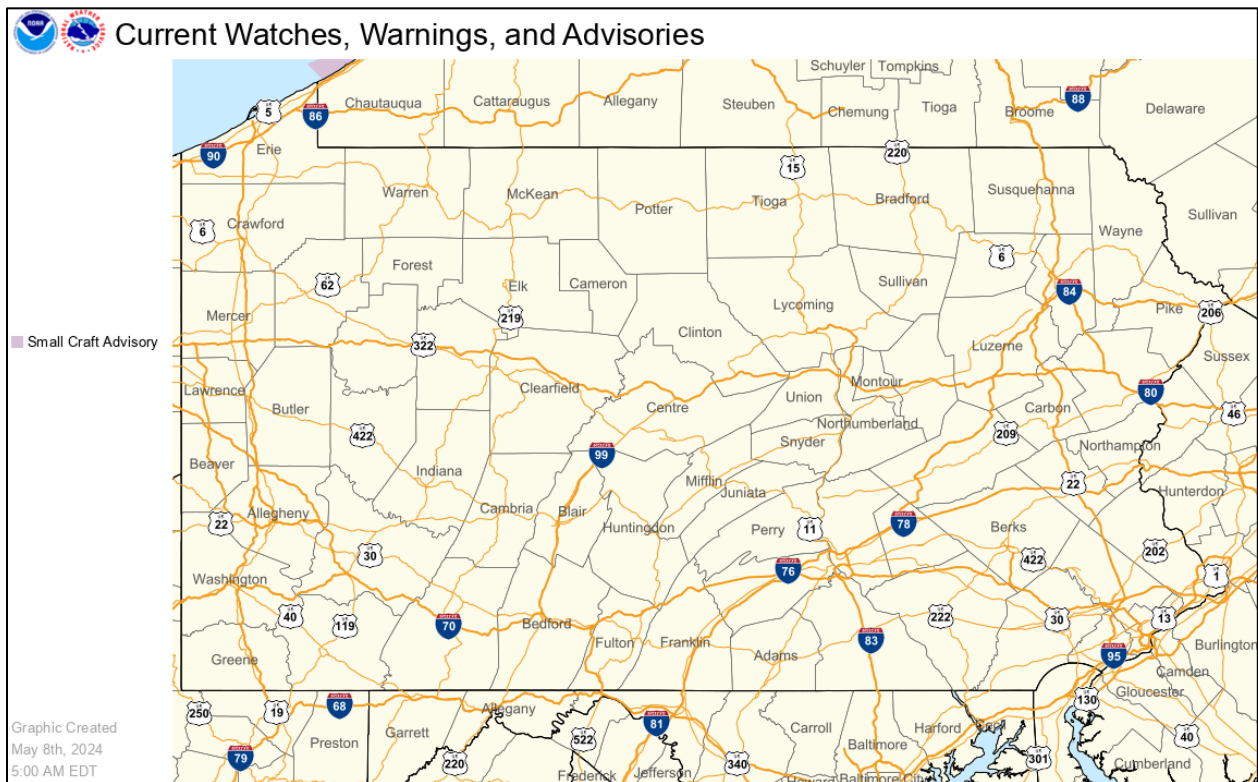 Current Watches, Warnings, and Advisories
Schuyler
Tompkins
Chautauqua
Cattaraugus
Allegany
Steuben
Chemung
Tioga
Broome
88
Delaware
5
86
90
Erie
15
220
Warren
McKean
Potter
Tioga
Bradford
Susquehanna
Sullivan
Crawford
6
Wayne
6
Forest
62
Elk
Cameron
Sullivan
84
Lycoming
Pike
206
Mercer
219
Clinton
Small Craft Advisory
322
Luzerne
Sussex
Lawrence
Clearfield
Montour
80
Butler
Centre
Union
Carbon
46
422
Northumberland
209
Snyder
Northampton
99
Beaver
Indiana
Mifflin
Juniata
22
Hunterdon
Allegheny
22
Cambria
Blair
Huntingdon
Perry
11
78
Berks
30
422
202
Washington
76
1
40
119
70
Bedford
Fulton
Franklin
83
222
30
13
Burlington
Greene
Adams
95
Camden
Gloucester
250
19
68
Allegany
130
Graphic Created
Preston
Garrett
522
81
Carroll
Harford
Cecil
40
May 8th, 2024
79
220
340
Baltimore
301
Cumberland
5:00 AM EDT
Frederick
Jefferson
Howard
Baltimore City